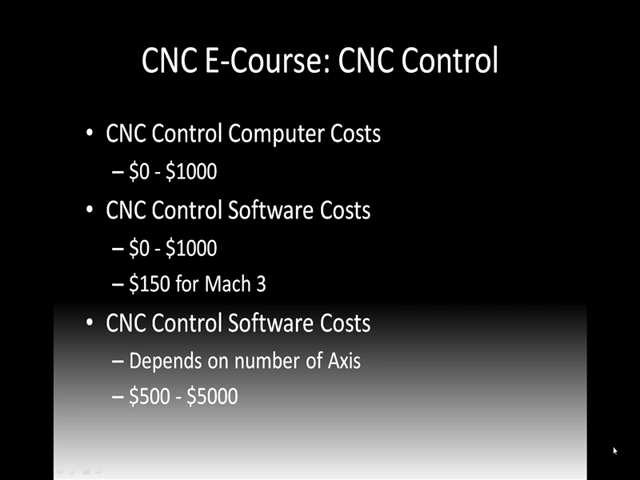 CNC E-Course: CNC Control
• CNC Control Computer Costs
– $0 - $1000
• CNC Control Software Costs
– $0 - $1000
– $150 for Mach 3
• CNC Control Software Costs
– Depends on number of Axis
– $500 - $5000